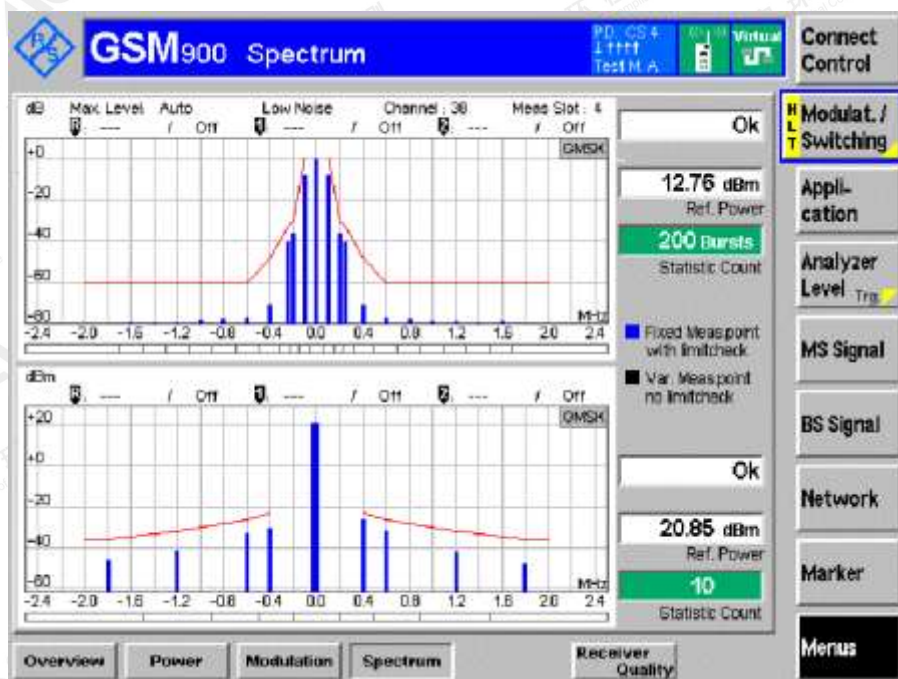 R&S
GSM900 Spectrum
PD: CS4
Test M. A
Virtual
Connect Control
dB Max. Level Auto Low Noise Channel : 38 Meas Slot : 4
--- / Off 1 --- / Off 2 --- / Off
GMSK
+0
-20
-40
-60
-80
MHz
-2.4 -2.0 -1.6 -1.2 -0.8 -0.4 0.0 0.4 0.8 1.2 1.6 2.0 2.4
Ok
12.76 dBm
Ref. Power
200 Bursts
Statistic Count
Fixed Meas point
with limitcheck
Var. Meas point
no limitcheck
dBm
--- / Off 1 --- / Off 2 --- / Off
GMSK
+20
+0
-20
-40
-60
MHz
-2.4 -2.0 -1.6 -1.2 -0.8 -0.4 0.0 0.4 0.8 1.2 1.6 2.0 2.4
Ok
20.85 dBm
Ref. Power
10
Statistic Count
HLT
Modulat. /
Switching
Appli-
cation
Analyzer
Level Trg.
MS Signal
BS Signal
Network
Marker
Menus
Overview Power Modulation Spectrum Receiver
Quality